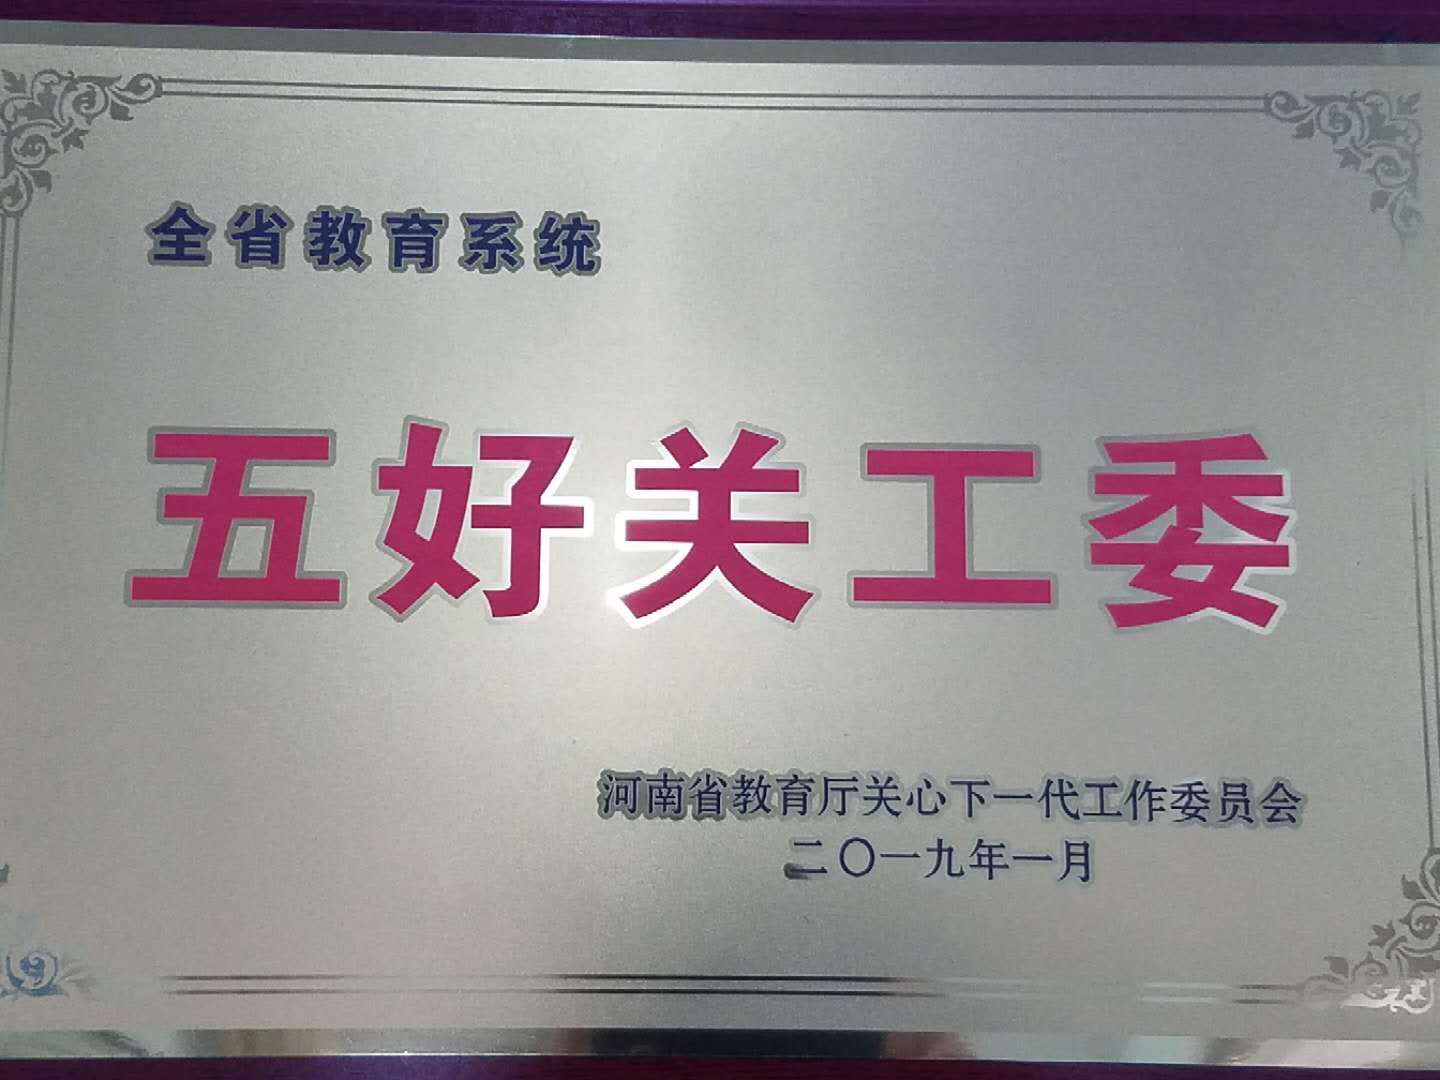 全省教育系统
五好关工委
河南省教育厅关心下一代工作委员会
二〇一九年一月